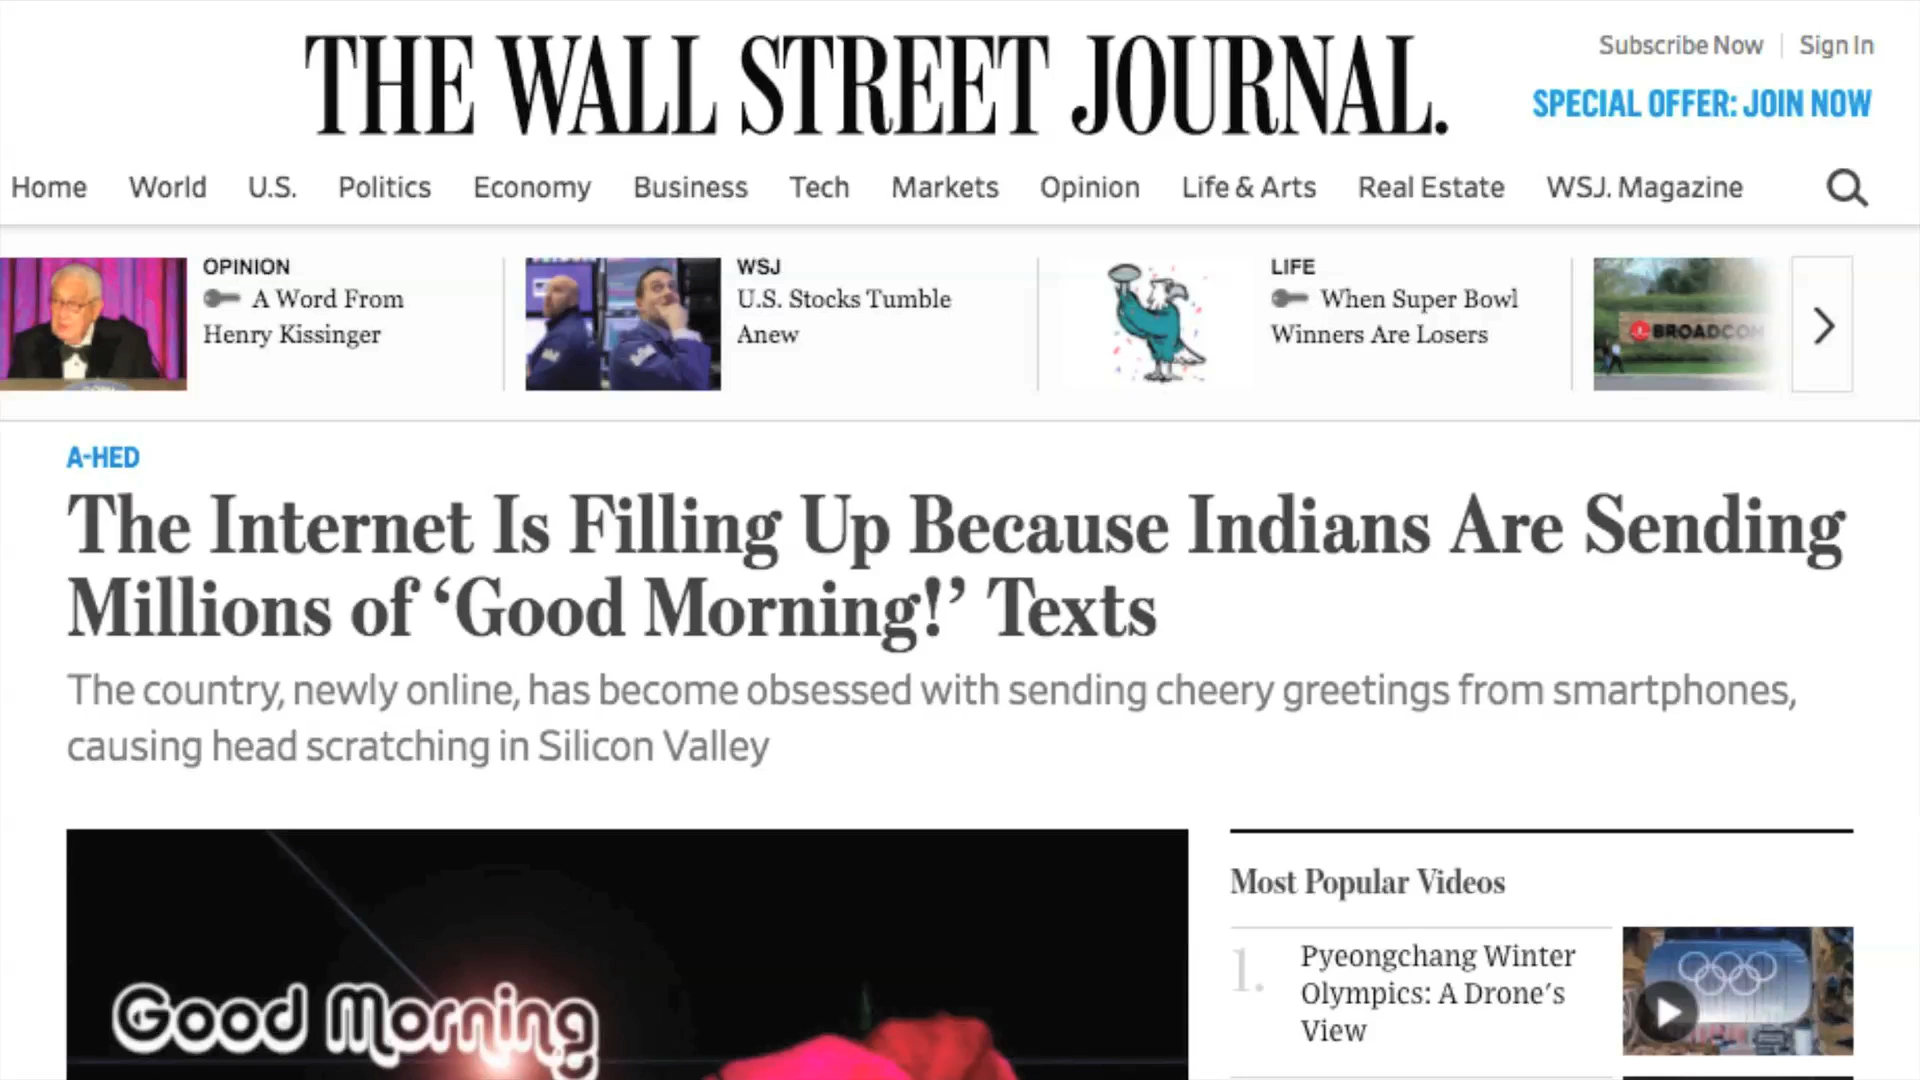 THE WALL STREET JOURNAL.
Subscribe Now | Sign In
SPECIAL OFFER: JOIN NOW
Home World U.S. Politics Economy Business Tech Markets Opinion Life & Arts Real Estate WSJ. Magazine
OPINION
A Word From
Henry Kissinger
WSJ
U.S. Stocks Tumble
Anew
LIFE
When Super Bowl
Winners Are Losers
BROADCOM
A-HED
The Internet Is Filling Up Because Indians Are Sending
Millions of ‘Good Morning!’ Texts
The country, newly online, has become obsessed with sending cheery greetings from smartphones,
causing head scratching in Silicon Valley
Good Morning
Most Popular Videos
1.
Pyeongchang Winter
Olympics: A Drone's
View